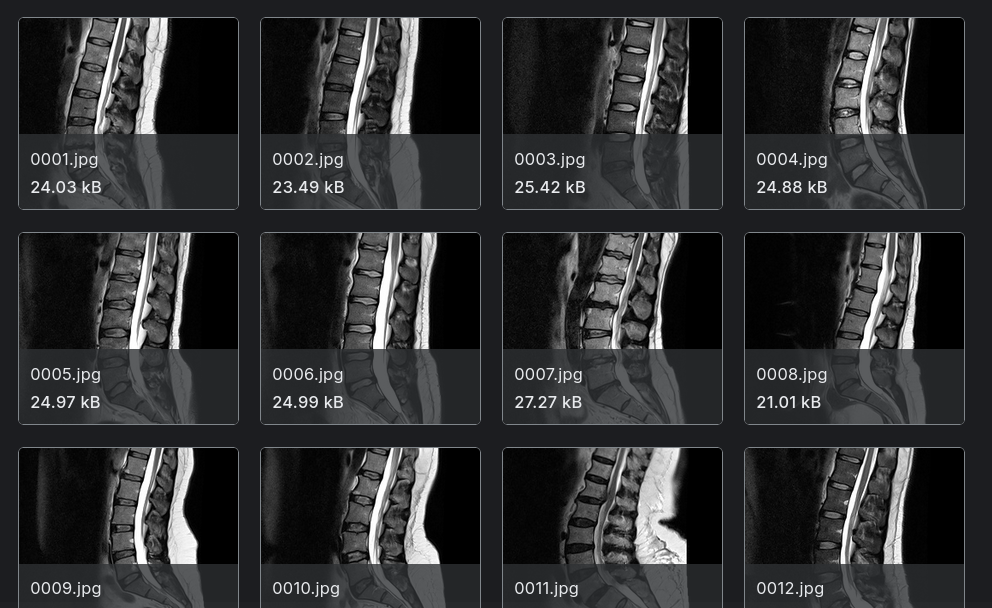 0001.jpg
24.03 kB
0002.jpg
23.49 kB
0003.jpg
25.42 kB
0004.jpg
24.88 kB
0005.jpg
24.97 kB
0006.jpg
24.99 kB
0007.jpg
27.27 kB
0008.jpg
21.01 kB
0009.jpg
0010.jpg
0011.jpg
0012.jpg